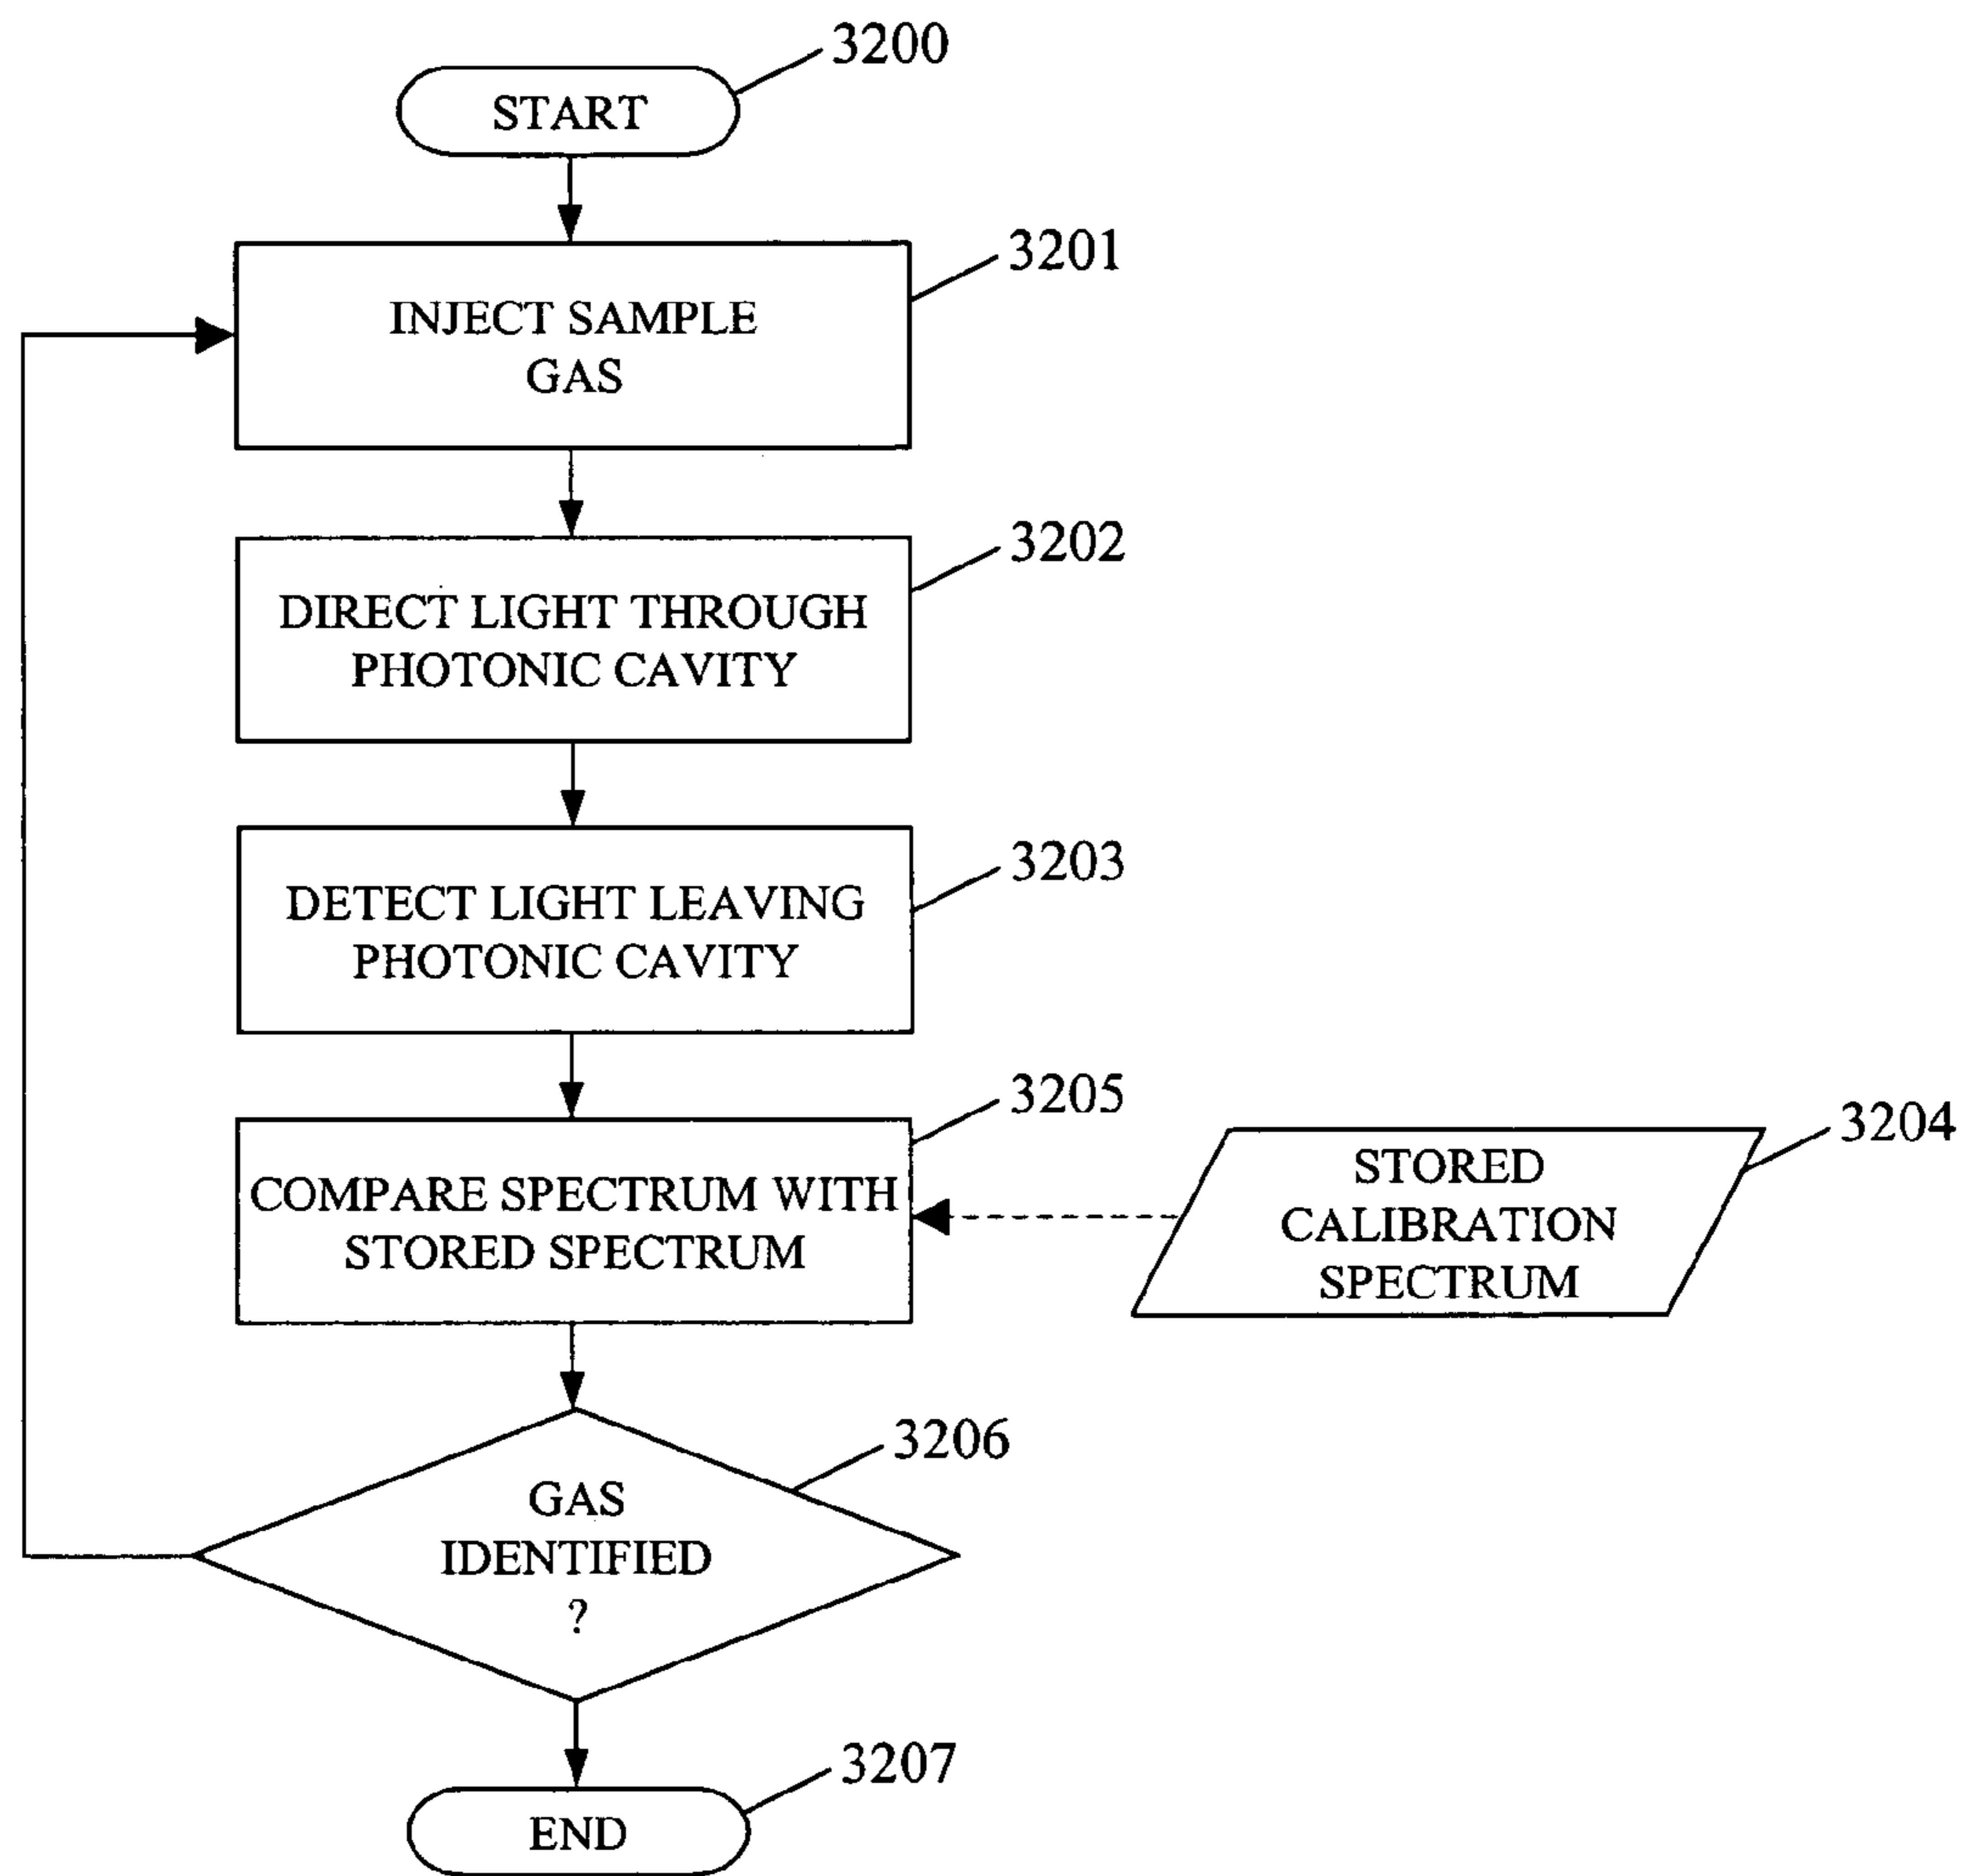 3200
START
3201
INJECT SAMPLE
GAS
3202
DIRECT LIGHT THROUGH
PHOTONIC CAVITY
3203
DETECT LIGHT LEAVING
PHOTONIC CAVITY
3205
COMPARE SPECTRUM WITH
STORED SPECTRUM
3204
STORED
CALIBRATION
SPECTRUM
3206
GAS
IDENTIFIED
?
3207
END